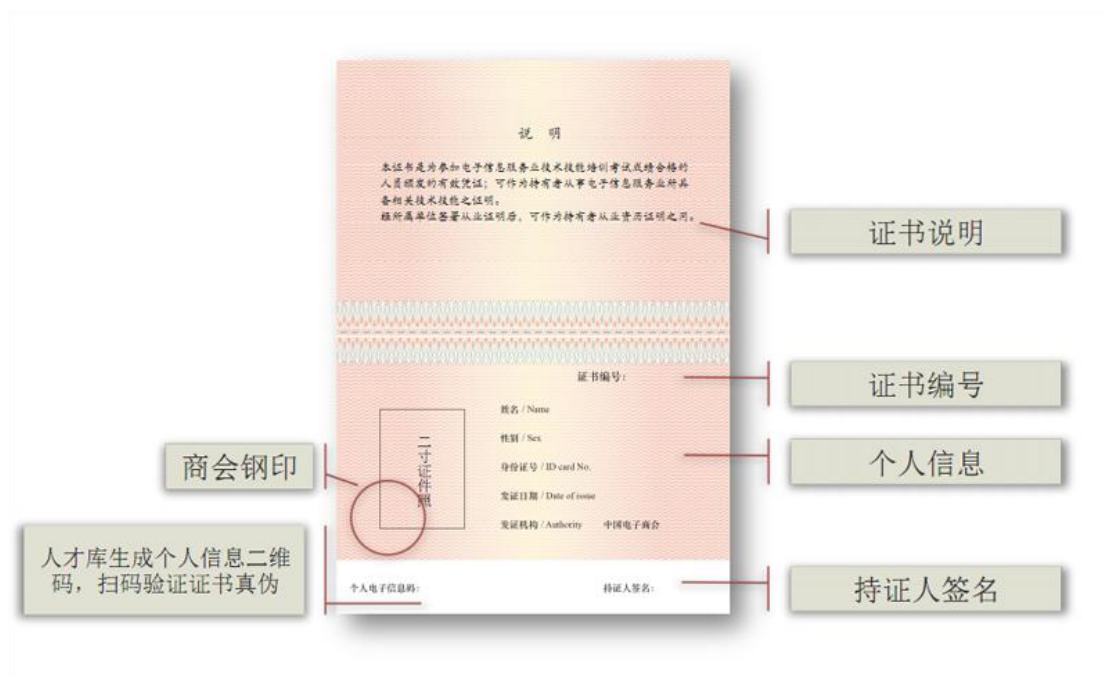 说 明
本证书是为参加电子信息服务业技术技能培训考试成绩合格的
人员颁发的有效凭证；可作为持有者从事电子信息服务业所具
备相关技术技能之证明。
经所属单位签署从业证明后，可作为持有者从业资历证明之用。
证书说明
证书编号：
证书编号
姓名 / Name
性别 / Sex
身份证号 / ID card No.
发证日期 / Date of issue
发证机构 / Authority 中国电子商会
个人信息
二寸证件照
商会钢印
人才库生成个人信息二维
码，扫码验证证书真伪
个人电子信息码：
持证人签名：
持证人签名